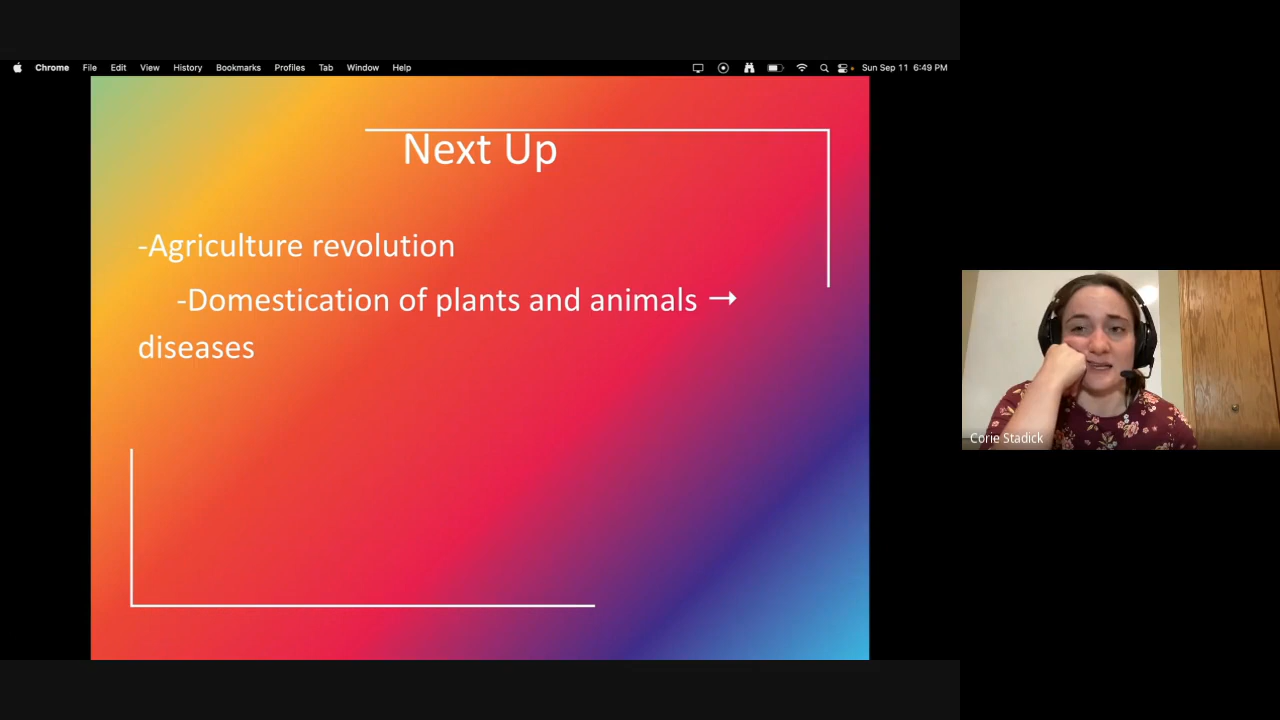 Chrome File Edit View History Bookmarks Profiles Tab Window Help Sun Sep 11 6:49 PM
Next Up
-Agriculture revolution
-Domestication of plants and animals →
diseases
Corie Stadick